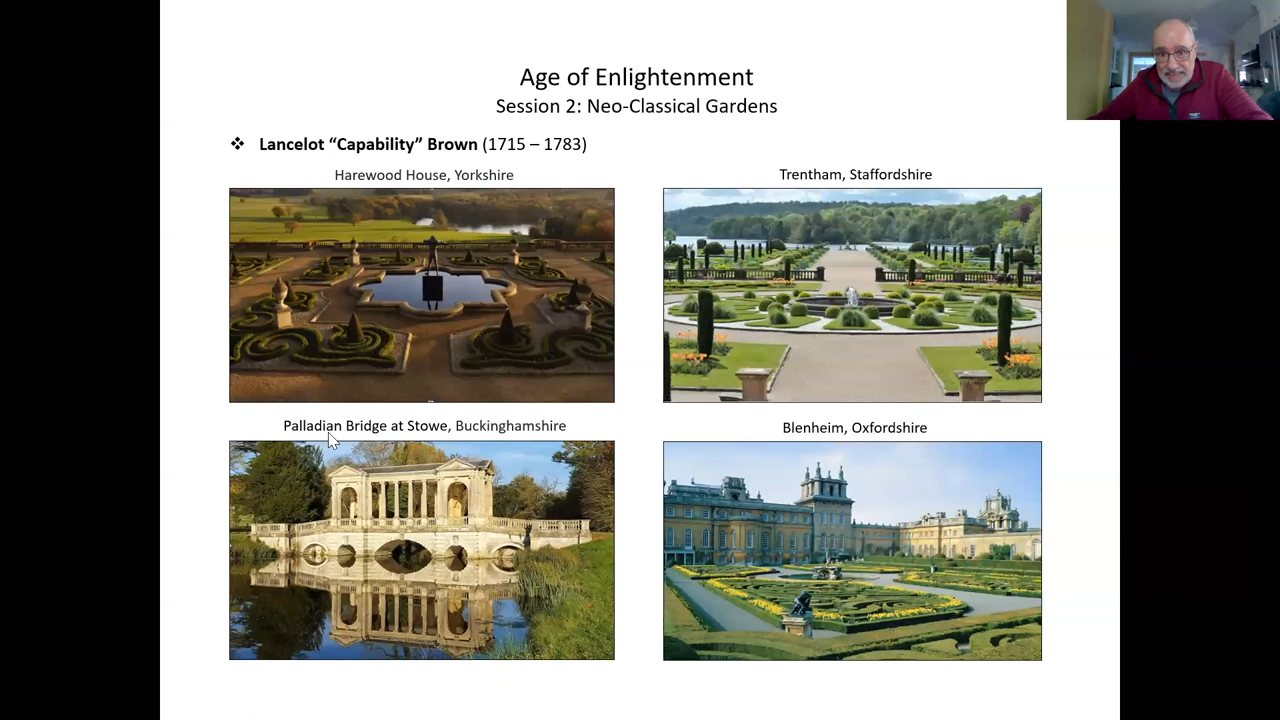 Age of Enlightenment
Session 2: Neo-Classical Gardens
❖ Lancelot “Capability” Brown (1715 – 1783)
Harewood House, Yorkshire
Trentham, Staffordshire
Palladian Bridge at Stowe, Buckinghamshire
Blenheim, Oxfordshire